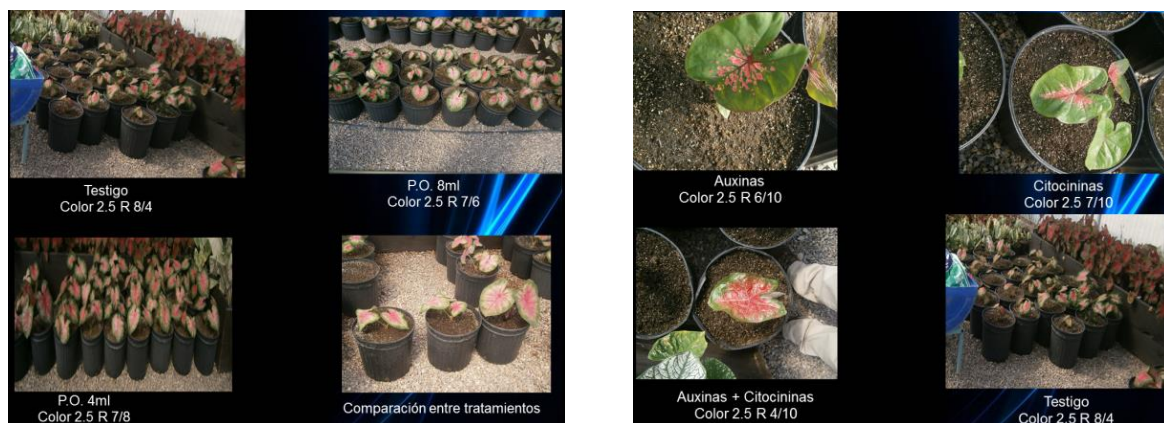 Testigo
Color 2.5 R 8/4
P.O. 8ml
Color 2.5 R 7/6
P.O. 4ml
Color 2.5 R 7/8
Comparación entre tratamientos
Auxinas
Color 2.5 R 6/10
Citocininas
Color 2.5 7/10
Auxinas + Citocininas
Color 2.5 R 4/10
Testigo
Color 2.5 R 8/4